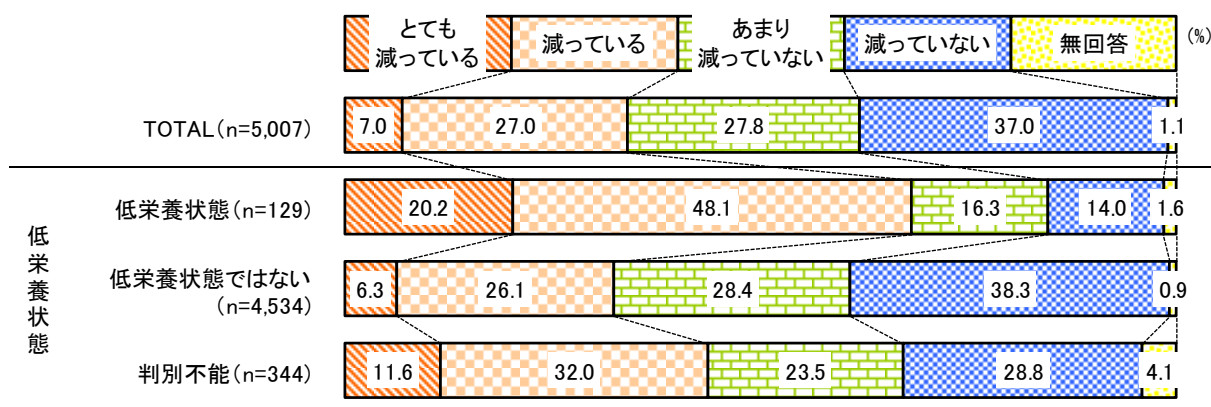 とても
減っている
減っている
あまり
減っていない
減っていない
無回答
(%)
TOTAL(n=5,007)
7.0
27.0
27.8
37.0
1.1
低栄養状態
低栄養状態(n=129)
20.2
48.1
16.3
14.0
1.6
低栄養状態ではない
(n=4,534)
6.3
26.1
28.4
38.3
0.9
判別不能(n=344)
11.6
32.0
23.5
28.8
4.1